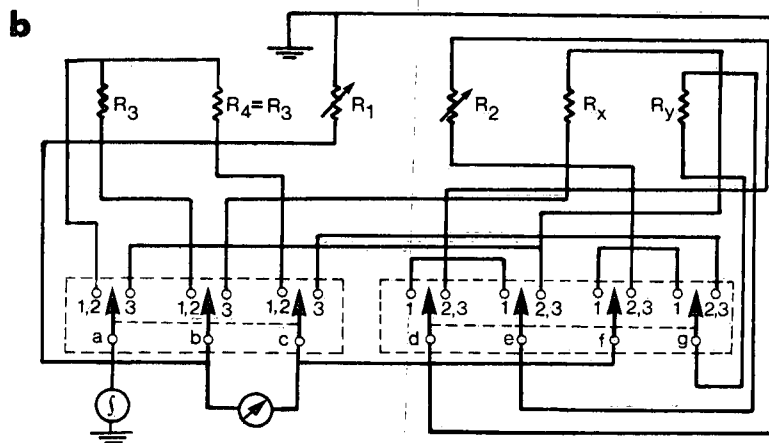 b
R3 R4=R3 R1 R2 Rx Ry
1,2 3 1,2 3 1,2 3 1 2,3 1 2,3 1 2,3 1 2,3
a b c d e f g
∫